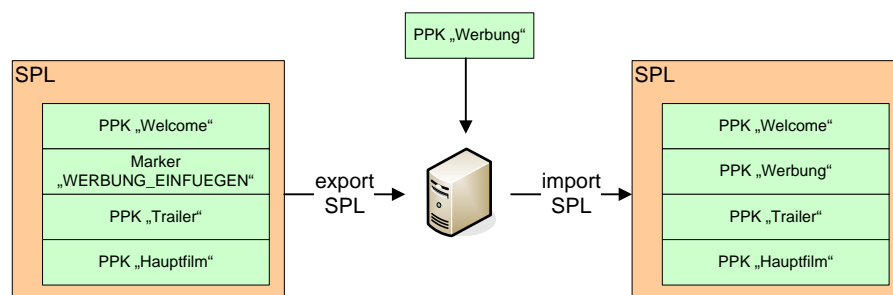 PPK „Werbung“
SPL
PPK „Welcome“
Marker
„WERBUNG_EINFUEGEN“
PPK „Trailer“
PPK „Hauptfilm“
export
SPL
import
SPL
SPL
PPK „Welcome“
PPK „Werbung“
PPK „Trailer“
PPK „Hauptfilm“